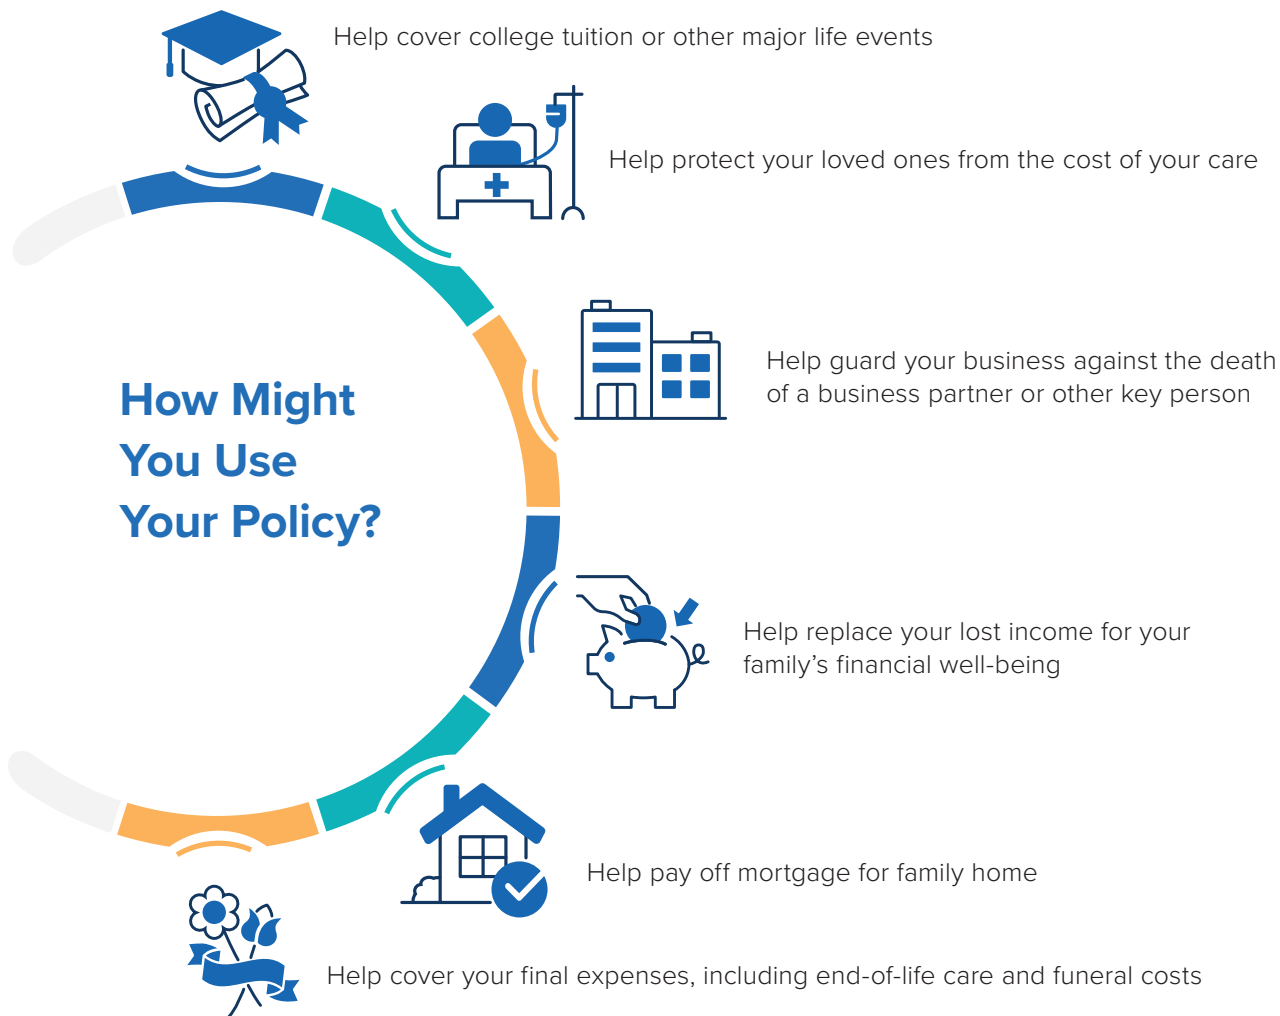 Help cover college tuition or other major life events
Help protect your loved ones from the cost of your care
Help guard your business against the death
of a business partner or other key person
How Might
You Use
Your Policy?
Help replace your lost income for your
family’s financial well-being
Help pay off mortgage for family home
Help cover your final expenses, including end-of-life care and funeral costs